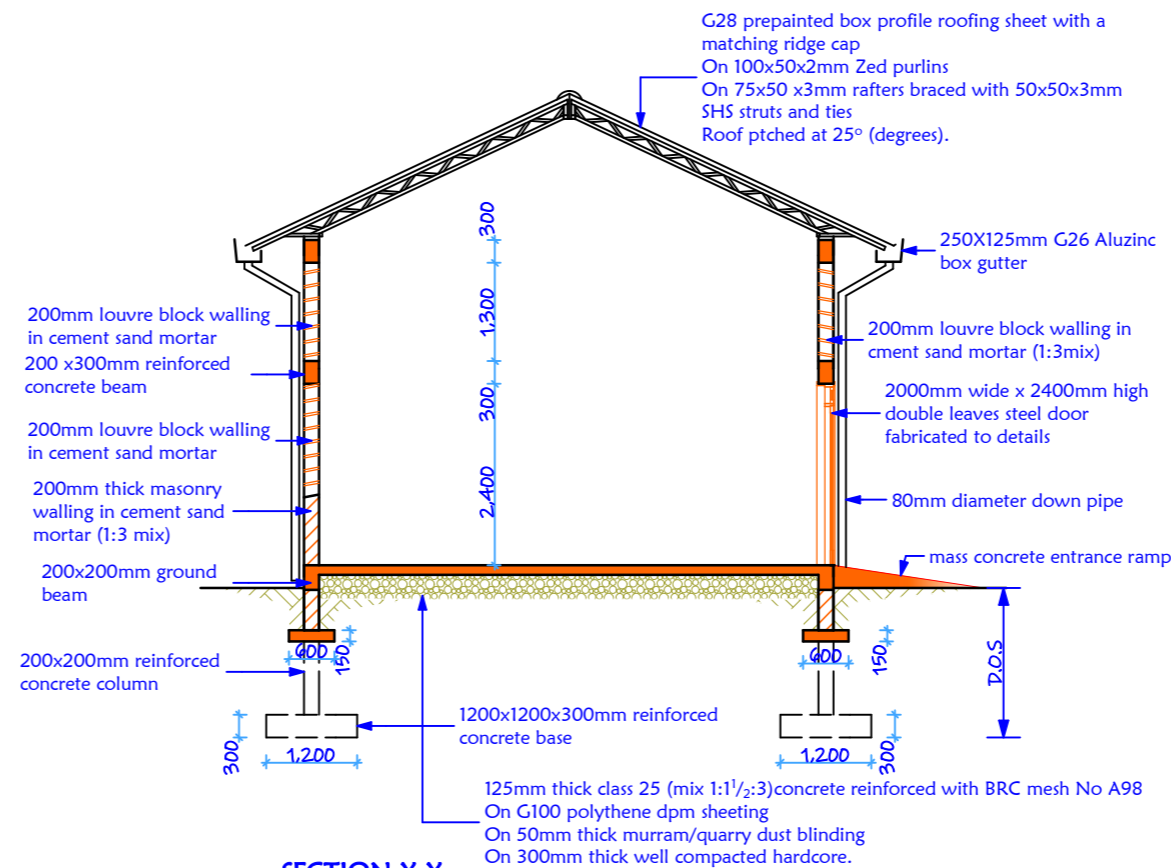 G28 prepainted box profile roofing sheet with a
matching ridge cap
On 100x50x2mm Zed purlins
On 75x50 x3mm rafters braced with 50x50x3mm
SHS struts and ties
Roof ptched at 25° (degrees).
250X125mm G26 Aluzinc
box gutter
300
1,300
300
2,400
200mm louvre block walling
in cement sand mortar
200 x300mm reinforced
concrete beam
200mm louvre block walling
in cement sand mortar
200mm thick masonry
walling in cement sand
mortar (1:3 mix)
200x200mm ground
beam
200x200mm reinforced
concrete column
200mm louvre block walling in
cment sand mortar (1:3mix)
2000mm wide x 2400mm high
double leaves steel door
fabricated to details
80mm diameter down pipe
mass concrete entrance ramp
600
150
600
150
D.O.S
300
1,200
1200x1200x300mm reinforced
concrete base
1,200
300
125mm thick class 25 (mix 1:1¹/₂:3)concrete reinforced with BRC mesh No A98
On G100 polythene dpm sheeting
On 50mm thick murram/quarry dust blinding
On 300mm thick well compacted hardcore.
SECTION X-X